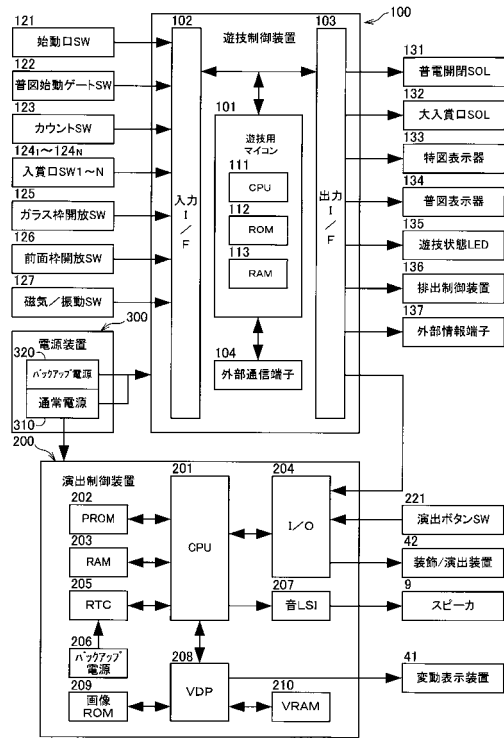 100
遊技制御装置
121
始動口SW
122
普図始動ゲートSW
123
カウントSW
124₁～124ₙ
入賞口SW1～N
125
ガラス枠開放SW
126
前面枠開放SW
127
磁気／振動SW
102
入力I／F
101
遊技用マイコン
111
CPU
112
ROM
113
RAM
104
外部通信端子
103
出力I／F
131
普電開閉SOL
132
大入賞口SOL
133
特図表示器
134
普図表示器
135
遊技状態LED
136
排出制御装置
137
外部情報端子
300
電源装置
320
バックアップ電源
通常電源
310
200
演出制御装置
202
PROM
203
RAM
205
RTC
206
バックアップ電源
209
画像ROM
201
CPU
208
VDP
204
I／O
207
音LSI
210
VRAM
221
演出ボタンSW
42
装飾/演出装置
9
スピーカ
41
変動表示装置